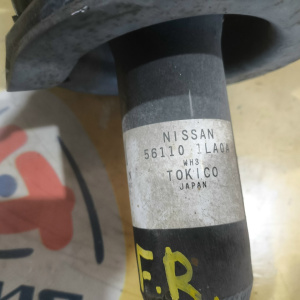 NISSAN
56110 1LA0A
WH3
TOKICO
JAPAN
F.R